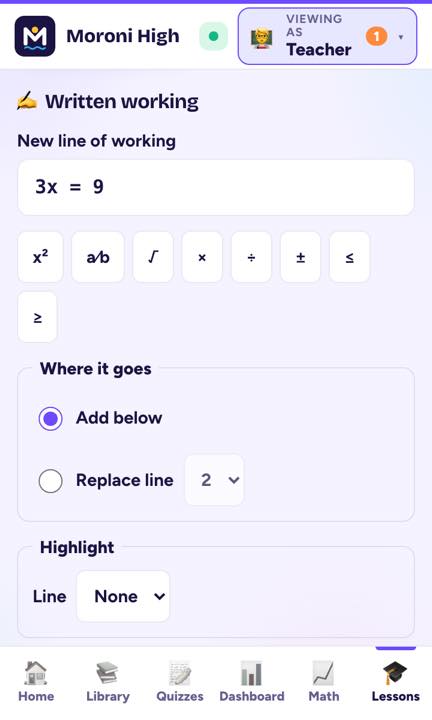 Moroni High
VIEWING AS
Teacher
1
Written working
New line of working
3x = 9
x²
a⁄b
√
×
÷
±
≤
≥
Where it goes
Add below
Replace line 2
Highlight
Line None
Home Library Quizzes Dashboard Math Lessons